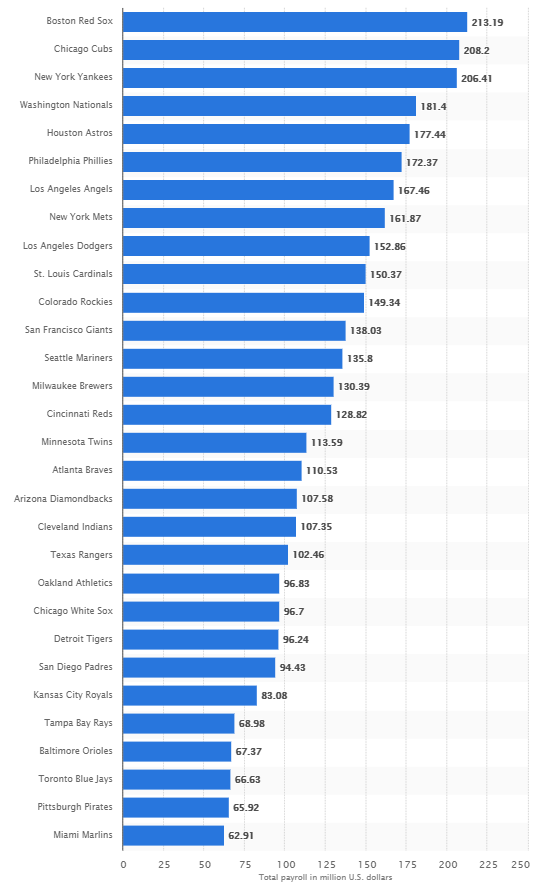 Boston Red Sox 213.19
Chicago Cubs 208.2
New York Yankees 206.41
Washington Nationals 181.4
Houston Astros 177.44
Philadelphia Phillies 172.37
Los Angeles Angels 167.46
New York Mets 161.87
Los Angeles Dodgers 152.86
St. Louis Cardinals 150.37
Colorado Rockies 149.34
San Francisco Giants 138.03
Seattle Mariners 135.8
Milwaukee Brewers 130.39
Cincinnati Reds 128.82
Minnesota Twins 113.59
Atlanta Braves 110.53
Arizona Diamondbacks 107.58
Cleveland Indians 107.35
Texas Rangers 102.46
Oakland Athletics 96.83
Chicago White Sox 96.7
Detroit Tigers 96.24
San Diego Padres 94.43
Kansas City Royals 83.08
Tampa Bay Rays 68.98
Baltimore Orioles 67.37
Toronto Blue Jays 66.63
Pittsburgh Pirates 65.92
Miami Marlins 62.91
0 25 50 75 100 125 150 175 200 225 250
Total payroll in million U.S. dollars